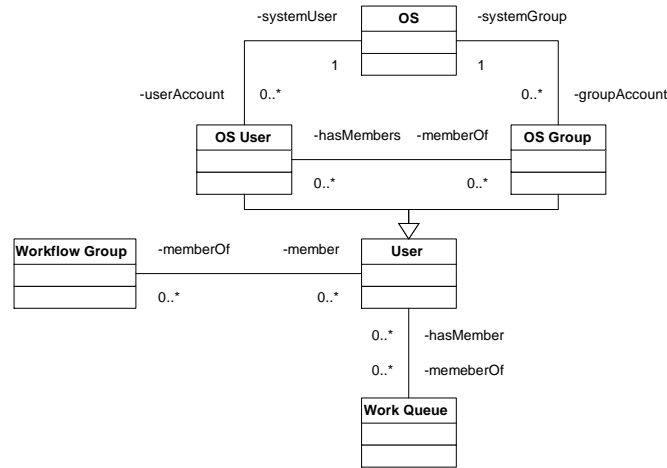 -systemUser
OS
-systemGroup
1
1
-userAccount
0..*
0..*
-groupAccount
OS User
-hasMembers
-memberOf
OS Group
0..*
0..*
Workflow Group
-memberOf
-member
User
0..*
0..*
0..*
-hasMember
0..*
-memeberOf
Work Queue